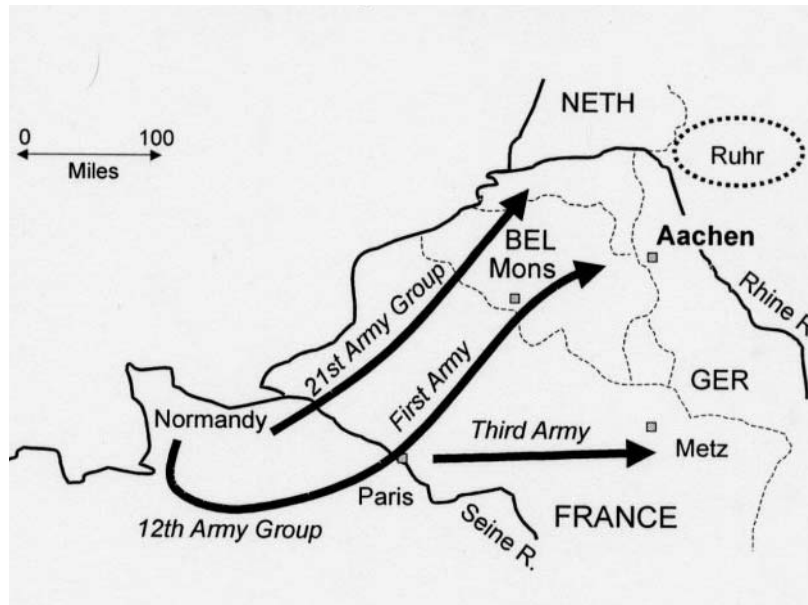 NETH
0 100
Miles
Ruhr
BEL
Mons
Aachen
21st Army Group
Rhine R.
First Army
GER
Normandy
Third Army
Metz
Paris
Seine R.
FRANCE
12th Army Group